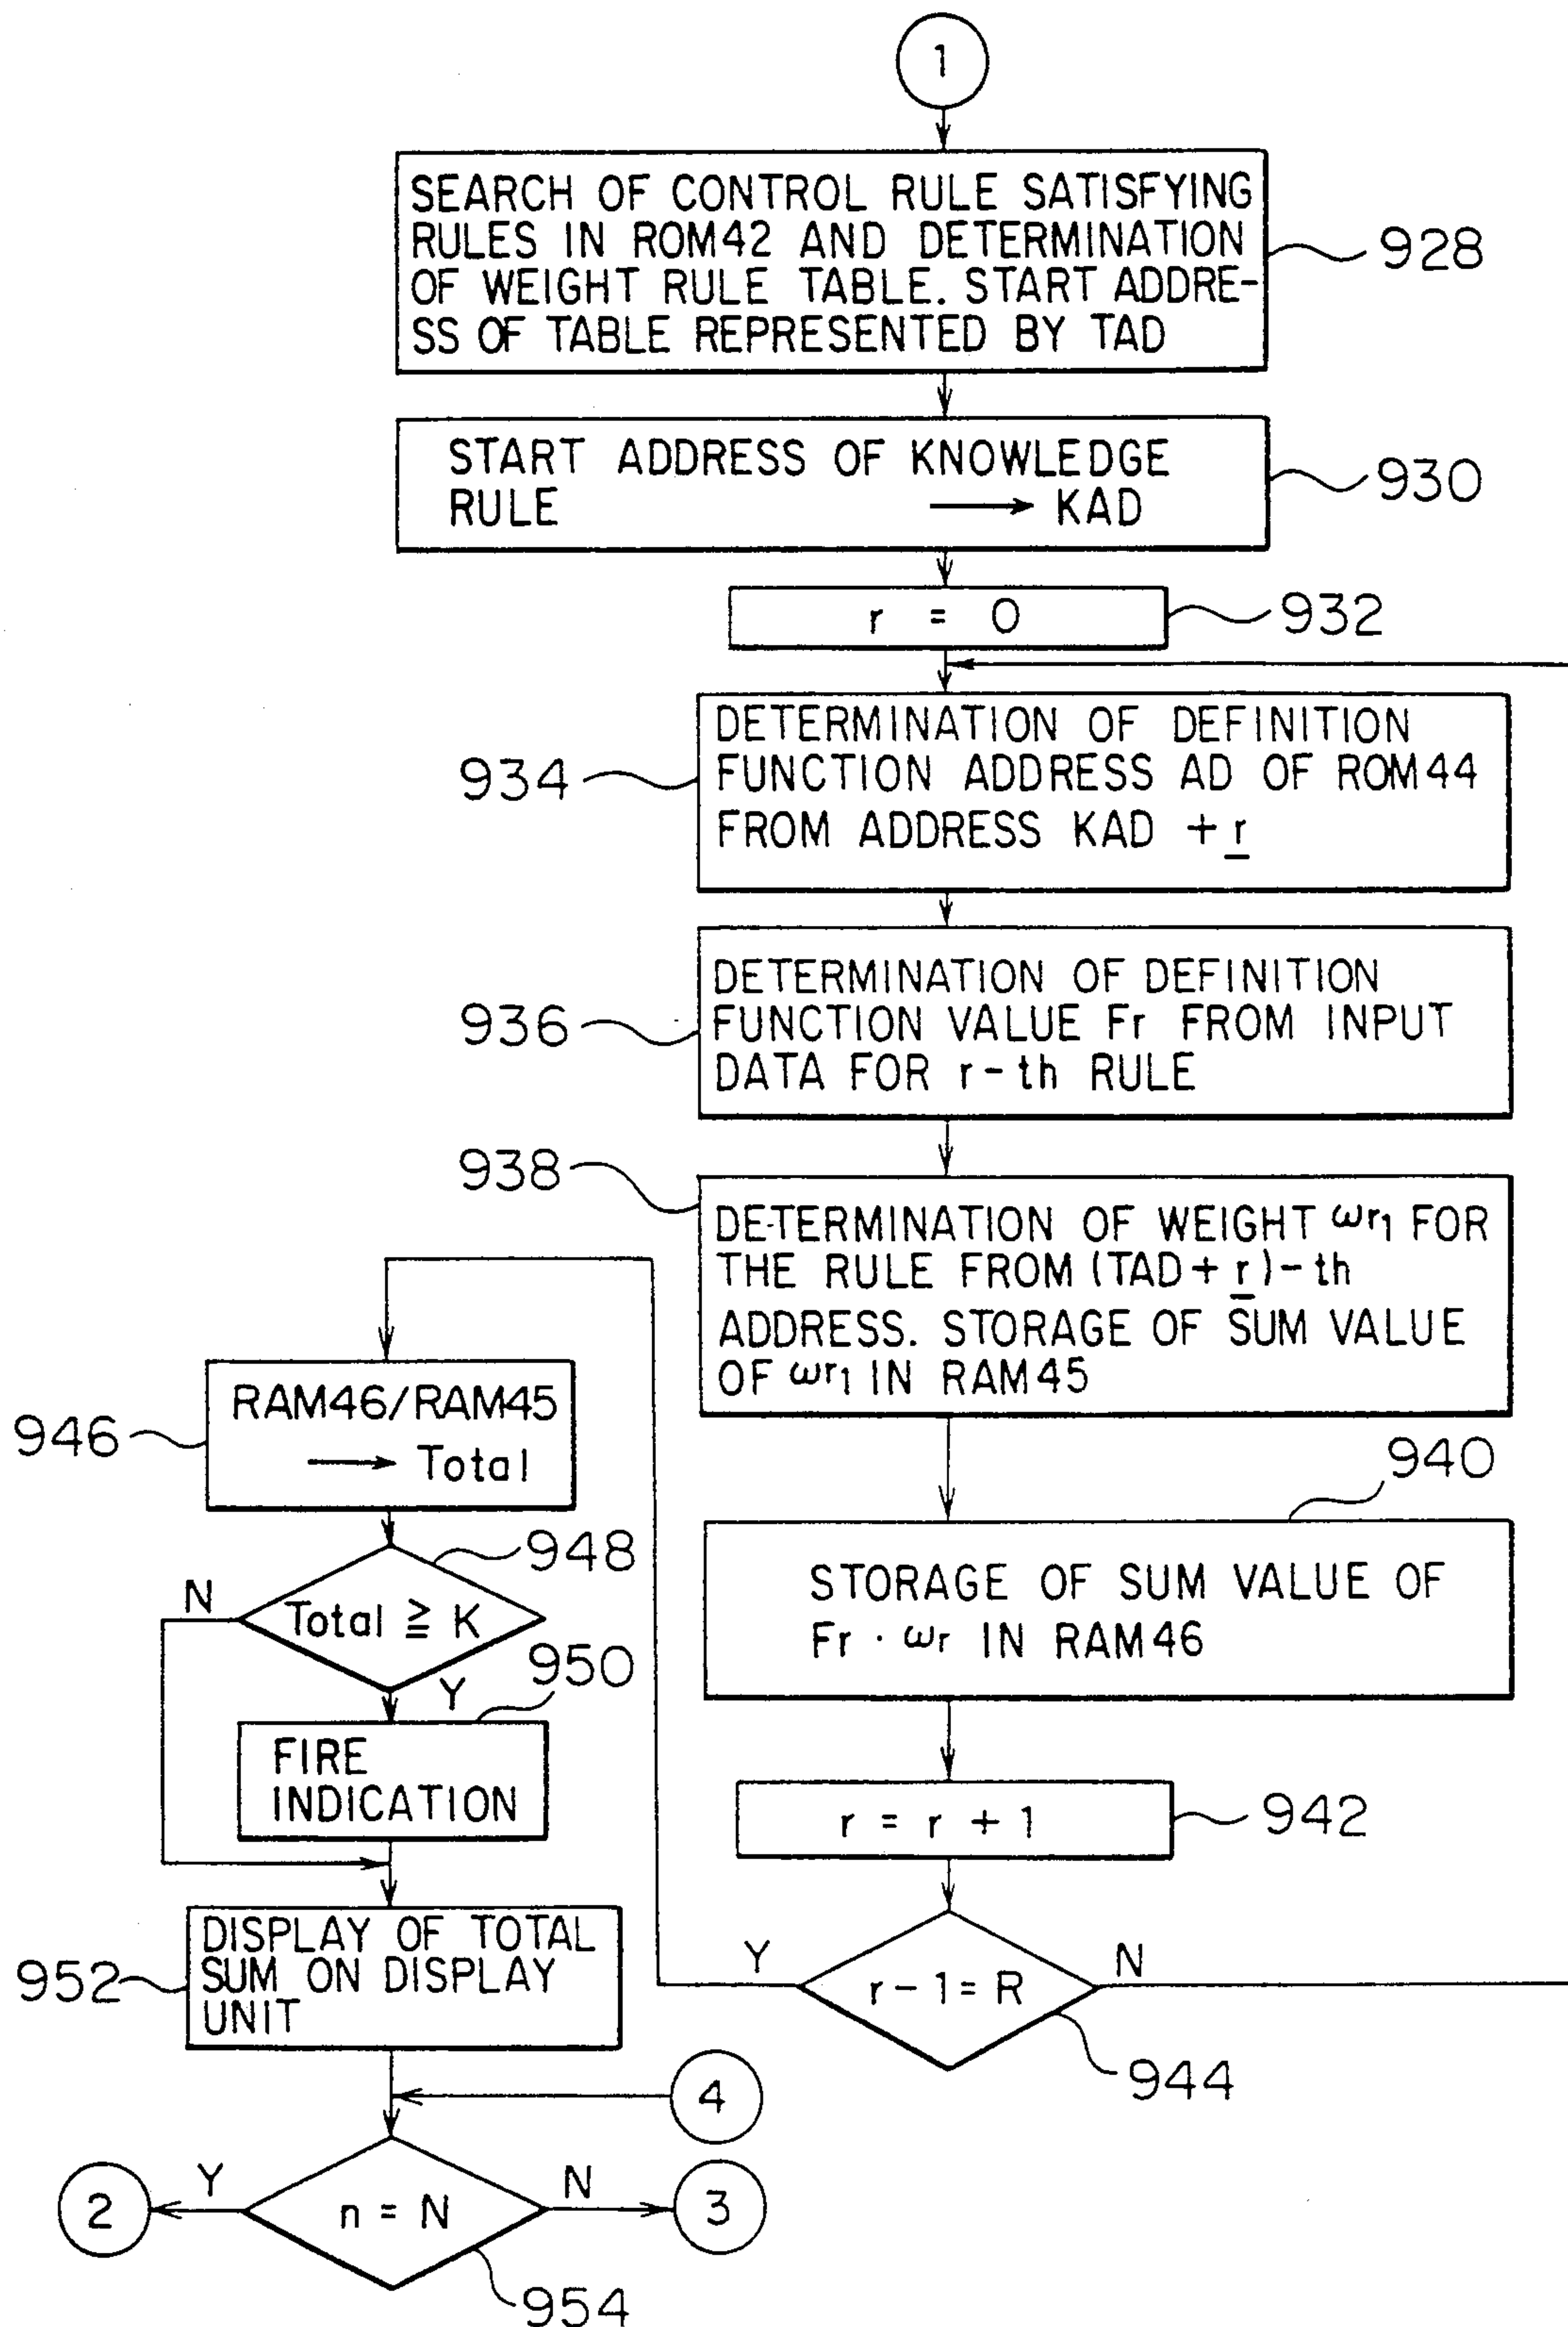 1
SEARCH OF CONTROL RULE SATISFYING
RULES IN ROM42 AND DETERMINATION
OF WEIGHT RULE TABLE. START ADDRE-
SS OF TABLE REPRESENTED BY TAD
928
START ADDRESS OF KNOWLEDGE
RULE → KAD
930
r = 0
932
DETERMINATION OF DEFINITION
FUNCTION ADDRESS AD OF ROM44
FROM ADDRESS KAD + r
934
DETERMINATION OF DEFINITION
FUNCTION VALUE Fr FROM INPUT
DATA FOR r-th RULE
936
938
DETERMINATION OF WEIGHT ωr1 FOR
THE RULE FROM (TAD + r)-th
ADDRESS. STORAGE OF SUM VALUE
OF ωr1 IN RAM45
940
STORAGE OF SUM VALUE OF
Fr · ωr IN RAM46
r = r + 1
942
r - 1 = R
Y
N
944
RAM46/RAM45
→ Total
946
948
Total ≧ K
N
Y
950
FIRE
INDICATION
DISPLAY OF TOTAL
SUM ON DISPLAY
UNIT
952
4
n = N
Y
N
2
3
954